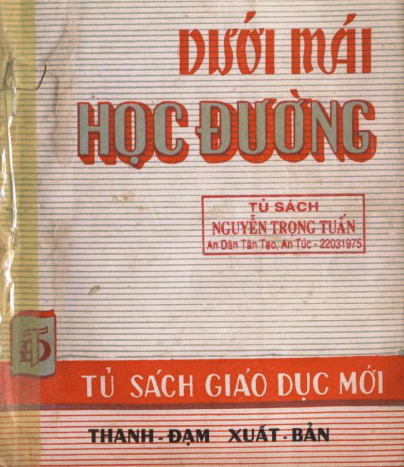 DƯỚI MÁI
HỌC ĐƯỜNG
TỦ SÁCH
NGUYỄN TRỌNG TUẤN
An Dân Tân Tạo, An Túc - 22031975
TỦ SÁCH GIÁO DỤC MỚI
THANH - ĐẠM XUẤT - BẢN